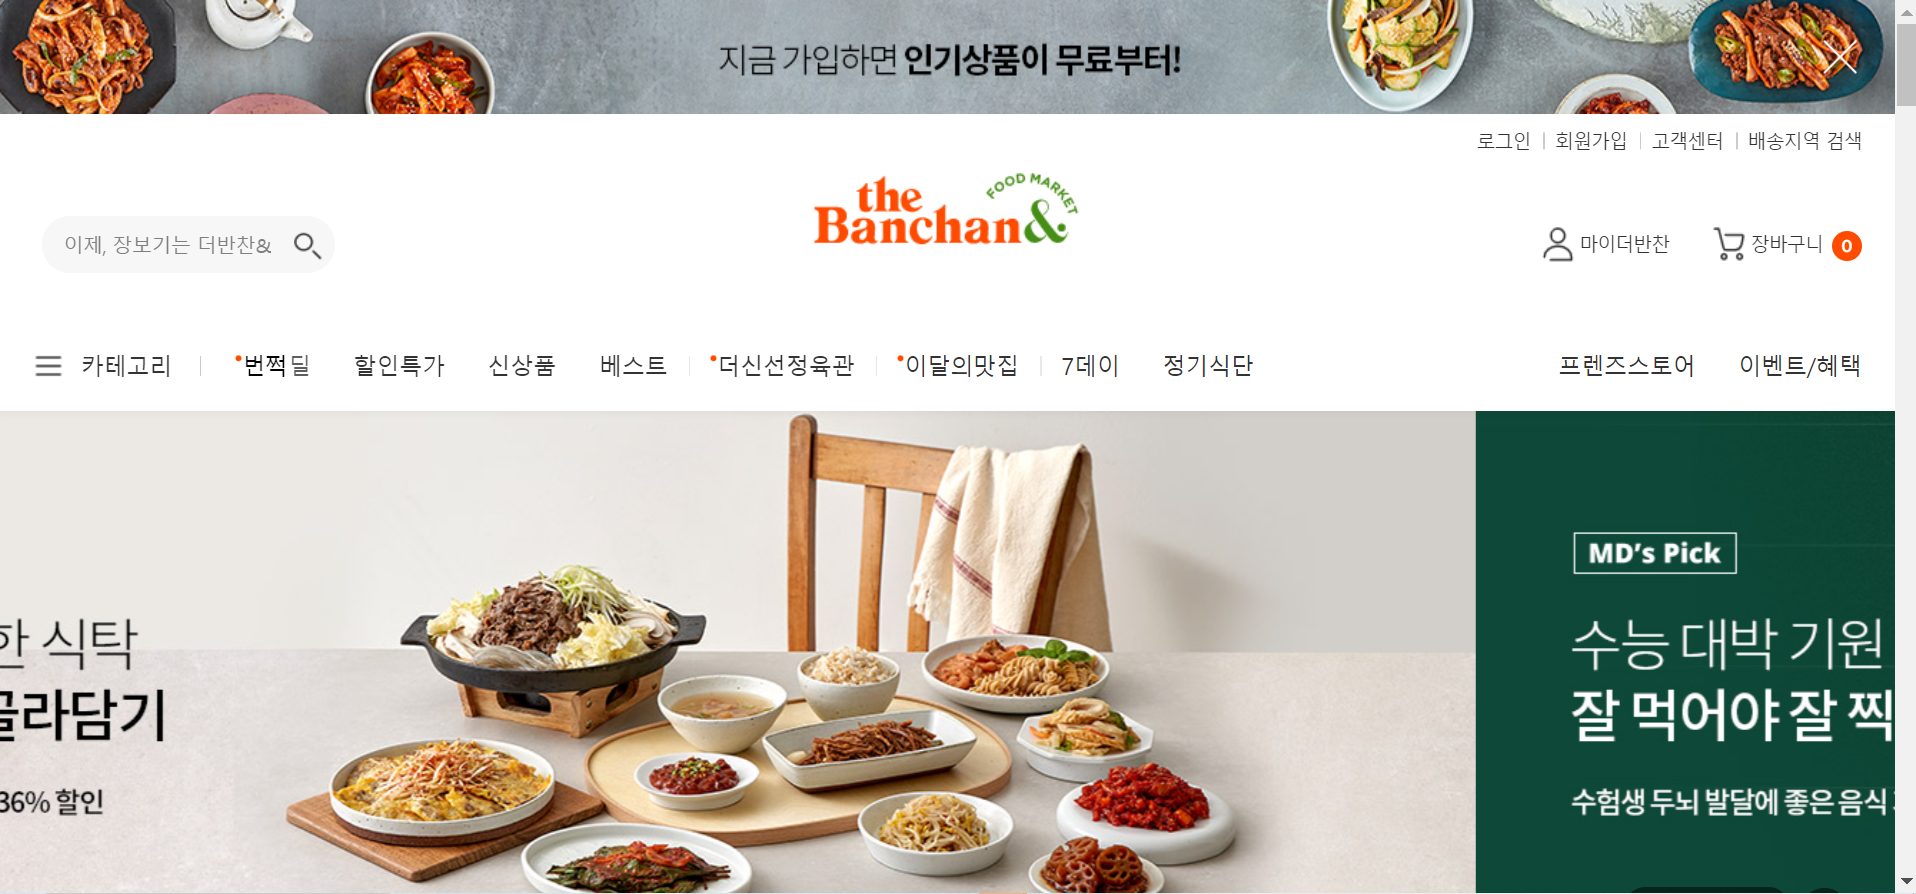 지금 가입하면 인기상품이 무료부터!
로그인 회원가입 고객센터 배송지역 검색
the
Banchan&
FOOD MARKET
이제, 장보기는 더반찬&
마이더반찬 장바구니 0
카테고리 번쩍딜 할인특가 신상품 베스트 더신선정육관 이달의맛집 7데이 정기식단 프렌즈스토어 이벤트/혜택
한 식탁
골라담기
36% 할인
MD's Pick
수능 대박 기원
잘 먹어야 잘 찍
수험생 두뇌 발달에 좋은 음식